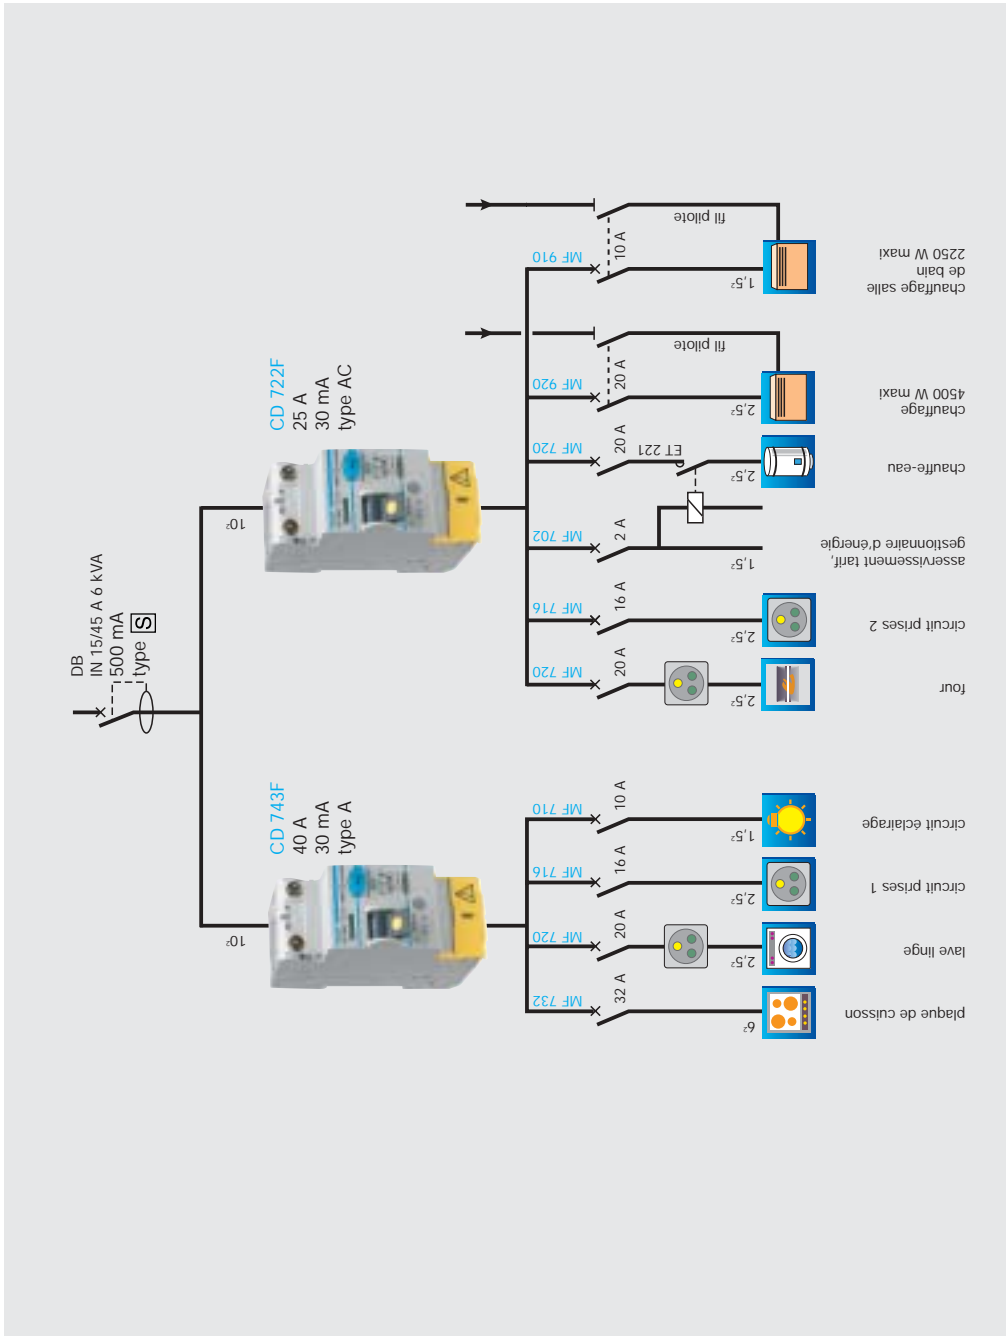 DB
IN 15/45 A 6 kVA
500 mA
type S
10²
CD 743F
40 A
30 mA
type A
10²
CD 722F
25 A
30 mA
type AC
MF 732
32 A
6²
plaque de cuisson
MF 720
20 A
2,5²
lave linge
MF 716
16 A
2,5²
circuit prises 1
MF 710
10 A
1,5²
circuit éclairage
MF 720
20 A
2,5²
four
MF 716
16 A
2,5²
circuit prises 2
MF 702
2 A
1,5²
asservissement tarif,
gestionnaire d'énergie
MF 720
20 A
ET 221
2,5²
chauffe-eau
MF 920
20 A
fil pilote
2,5²
chauffage
4500 W maxi
MF 910
10 A
fil pilote
1,5²
chauffage salle
de bain
2250 W maxi